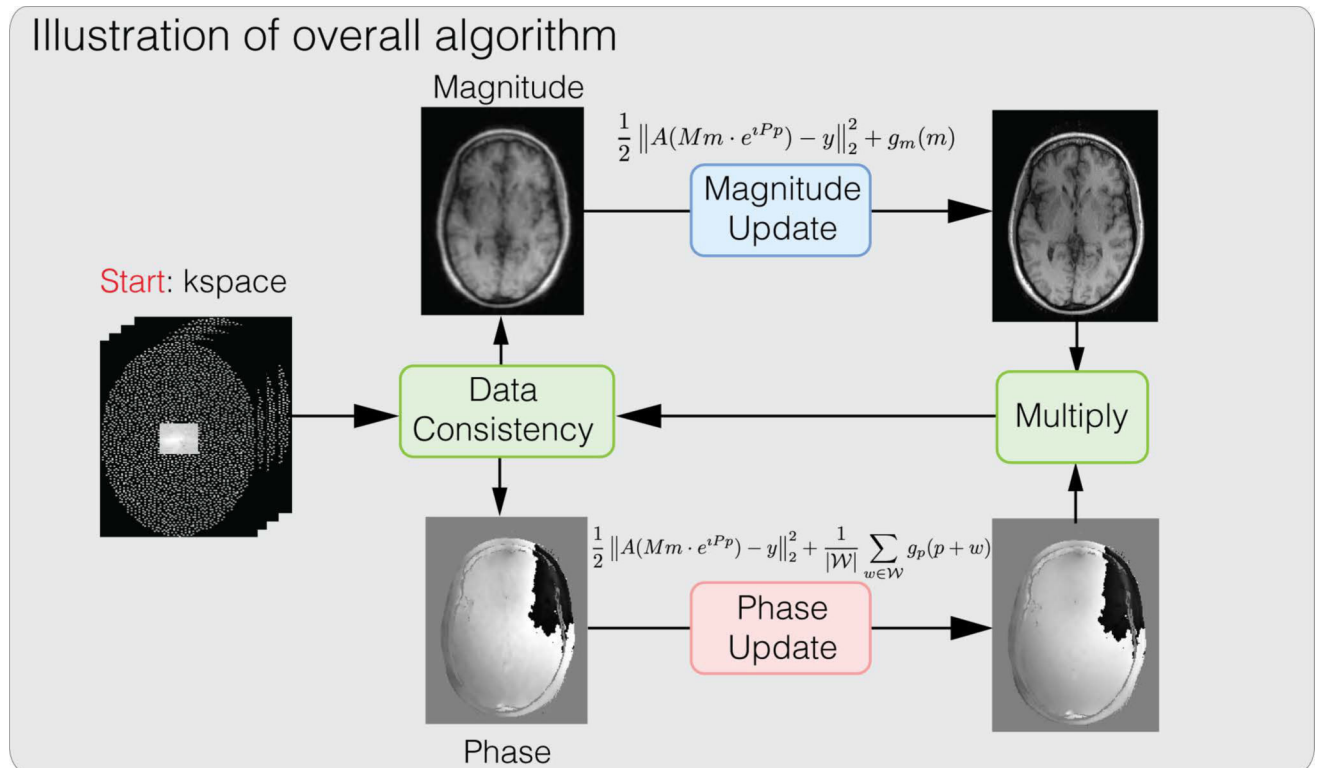 Illustration of overall algorithm
Magnitude
\frac{1}{2} \left\| A(Mm \cdot e^{\imath Pp}) - y \right\|_2^2 + g_m(m)
Magnitude
Update
Start: kspace
Data
Consistency
Multiply
\frac{1}{2} \left\| A(Mm \cdot e^{\imath Pp}) - y \right\|_2^2 + \frac{1}{|\mathcal{W}|} \sum_{w \in \mathcal{W}} g_p(p + w)
Phase
Update
Phase